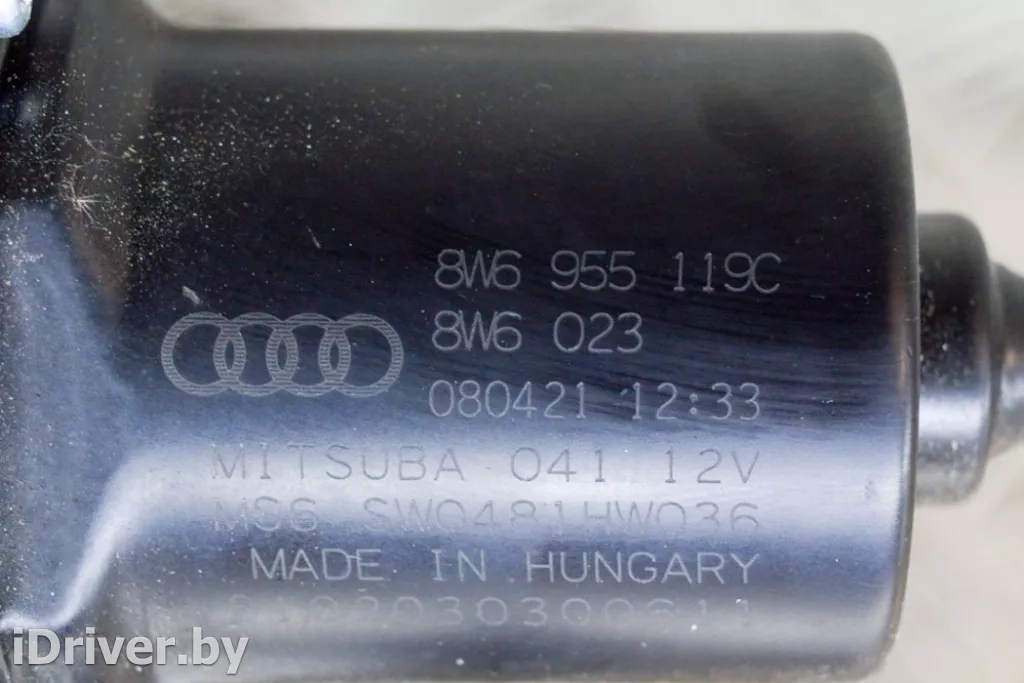 8W6 955 119C
8W6 023
080421 12:33
MITSUBA 041 12V
MS6 SW0481HW036
MADE IN HUNGARY
iDriver.by